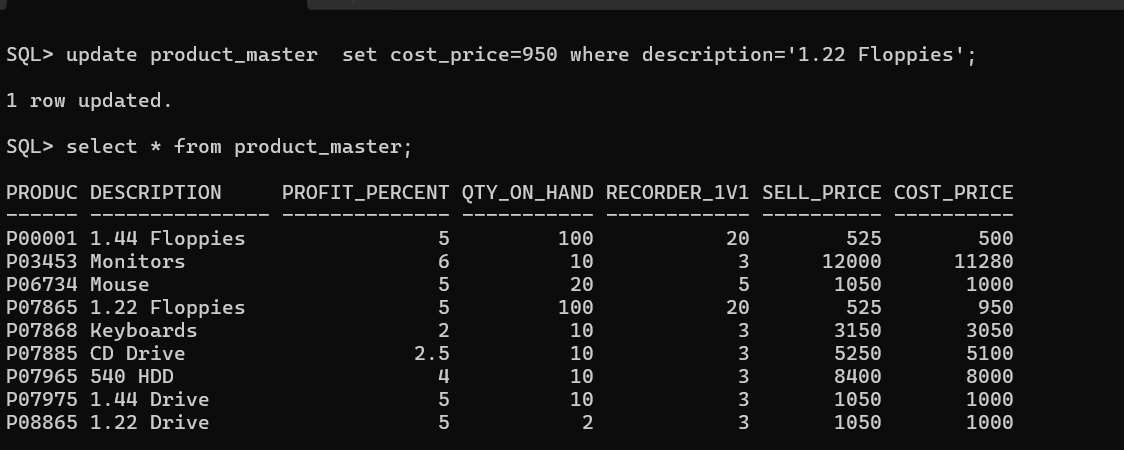 SQL> update product_master  set cost_price=950 where description='1.22 Floppies';
1 row updated.
SQL> select * from product_master;
PRODUC DESCRIPTION     PROFIT_PERCENT QTY_ON_HAND RECORDER_1V1 SELL_PRICE COST_PRICE
------ --------------- -------------- ----------- ------------ ---------- ----------
P00001 1.44 Floppies                5         100           20        525        500
P03453 Monitors                     6          10            3      12000      11280
P06734 Mouse                        5          20            5       1050       1000
P07865 1.22 Floppies                5         100           20        525        950
P07868 Keyboards                    2          10            3       3150       3050
P07885 CD Drive                   2.5          10            3       5250       5100
P07965 540 HDD                      4          10            3       8400       8000
P07975 1.44 Drive                   5          10            3       1050       1000
P08865 1.22 Drive                   5           2            3       1050       1000